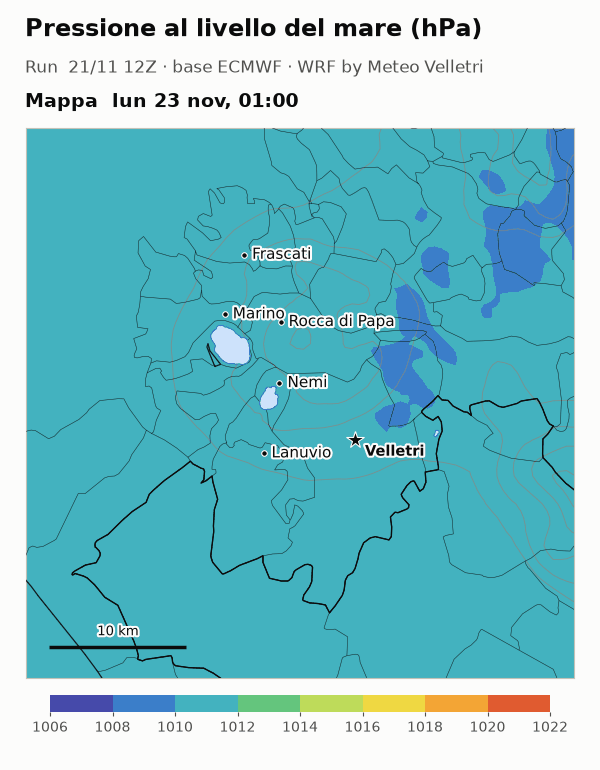 Pressione al livello del mare (hPa)
Run  21/11 12Z · base ECMWF · WRF by Meteo Velletri
Mappa  lun 23 nov, 01:00
Frascati
Marino
Rocca di Papa
Nemi
Velletri
Lanuvio
10 km
1006 1008 1010 1012 1014 1016 1018 1020 1022